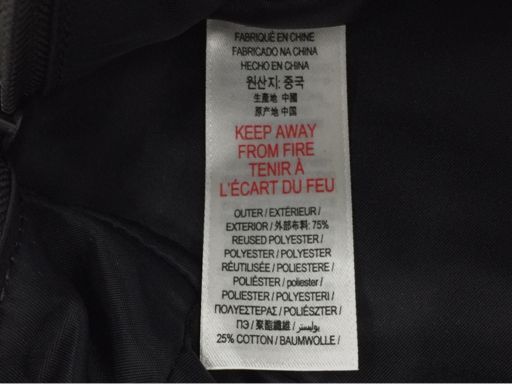 FABRIQUÉ EN CHINE
FABRICADO NA CHINA
HECHO EN CHINA
원산지: 중국
生產地 中國
原产地 中国
KEEP AWAY
FROM FIRE
TENIR À
L'ÉCART DU FEU
OUTER / EXTÉRIEUR /
EXTERIOR / 外部布料: 75%
REUSED POLYESTER /
POLYESTER / POLYESTER
RÉUTILISÉE / POLIESTERE /
POLIÉSTER / poliester /
POLIESTER / POLYESTERI /
ΠΟΛΥΕΣΤΕΡΑΣ / POLIÉSZTER /
ПЭ / 聚酯纖維 / بوليستر /
25% COTTON / BAUMWOLLE /